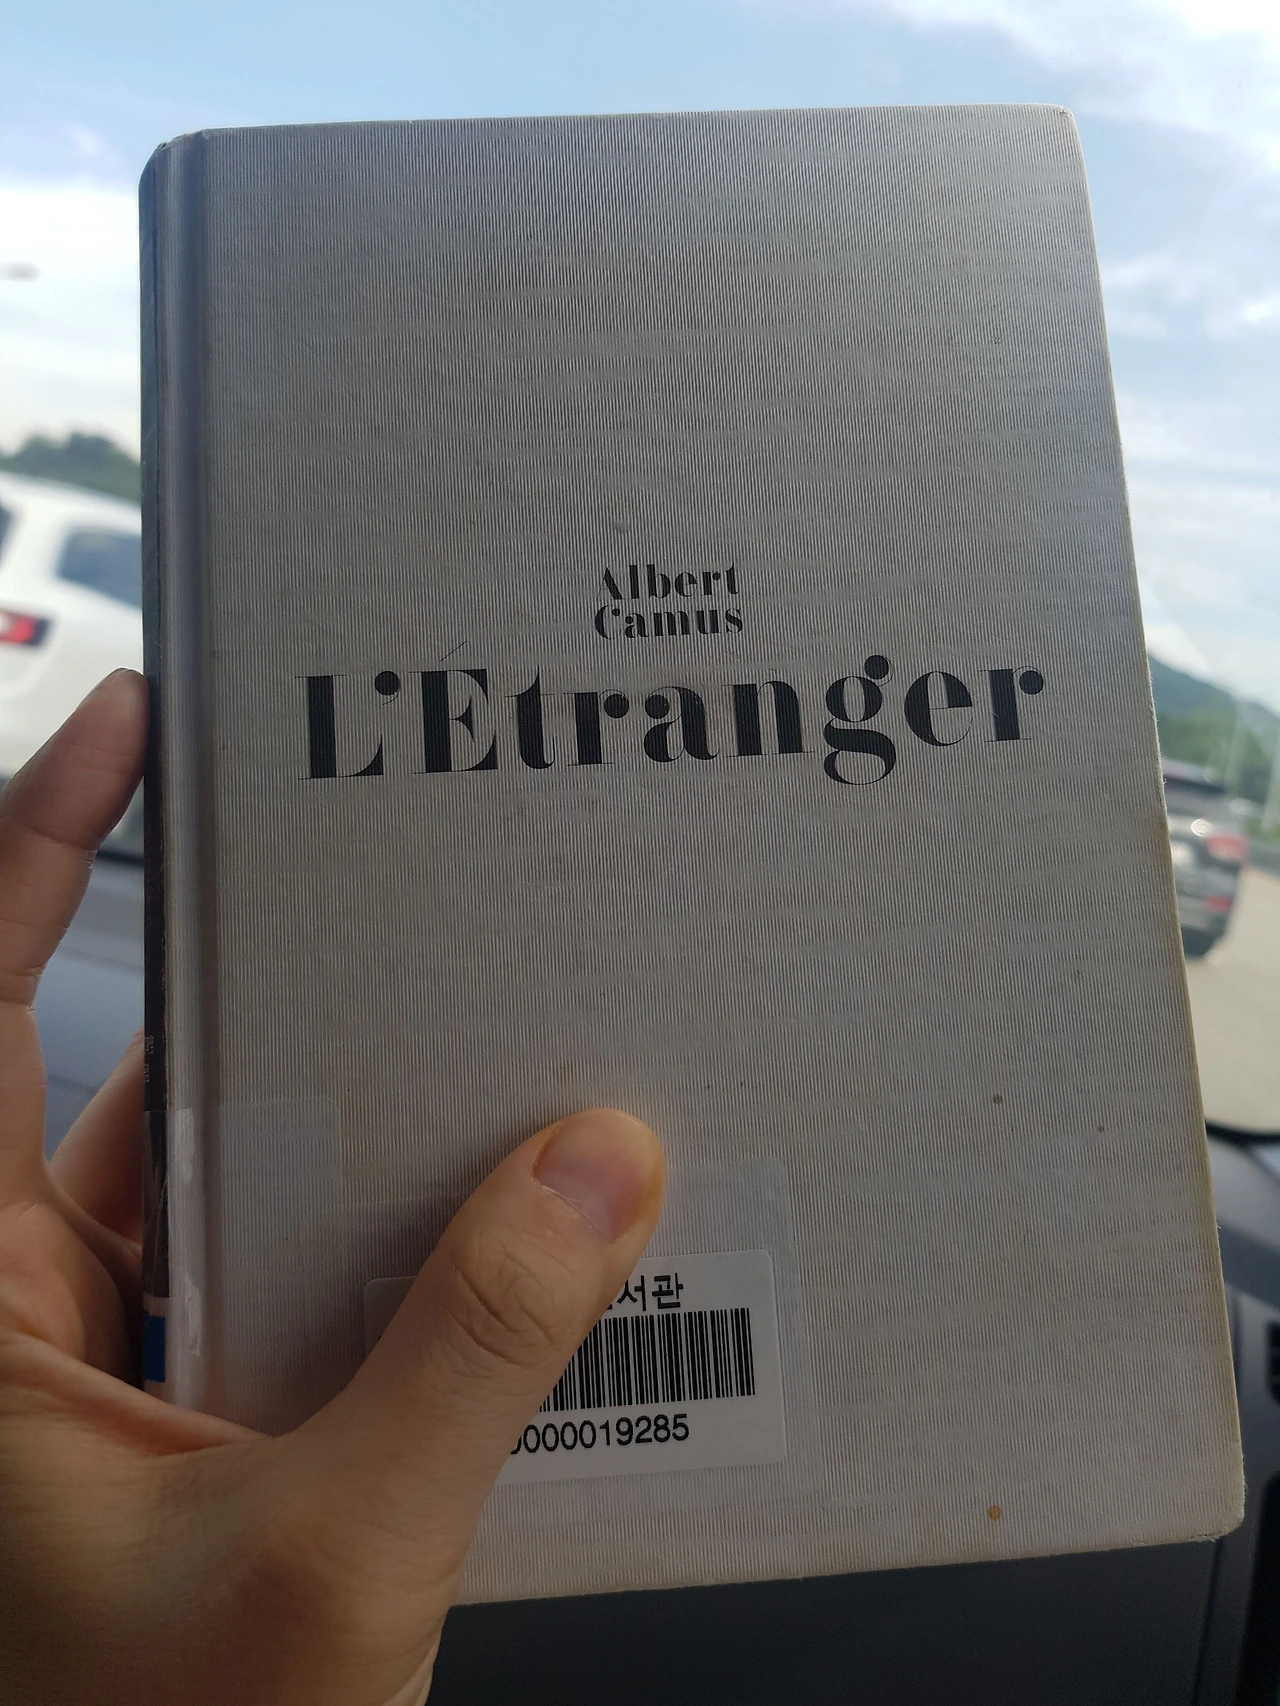 Albert
Camus
L'Étranger
서관
000019285